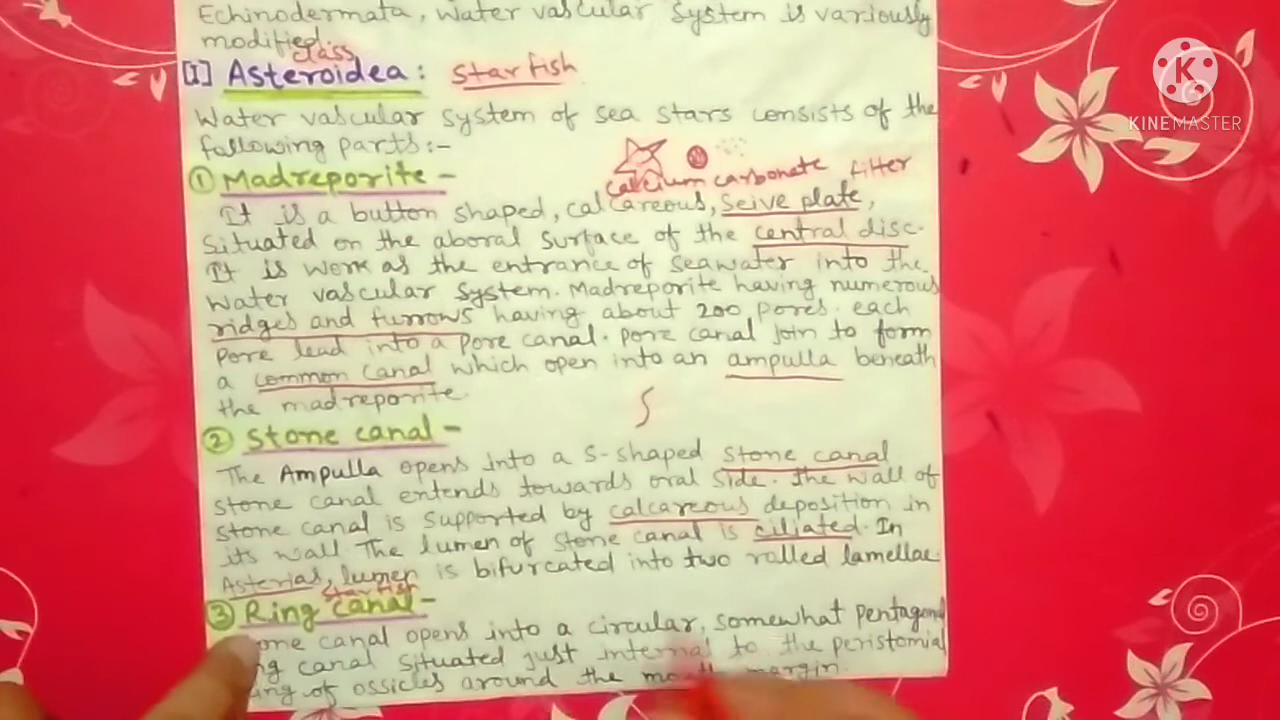 Echinodermata, water vascular system is variously
modified.
class
[I] Asteroidea: Starfish
K
KINEMASTER
Water vascular system of sea stars consists of the
following parts:-
① Madreporite -
calcium carbonate filter
It is a button shaped, calcareous, seive plate,
situated on the aboral surface of the central disc.
It is work as the entrance of seawater into the
water vascular system. Madreporite having numerous
ridges and furrows having about 200 pores. each
pore lead into a pore canal. pore canal join to form
a common canal which open into an ampulla beneath
the madreporite.
② Stone canal -
The Ampulla opens into a S-shaped stone canal
stone canal extends towards oral side. The wall of
stone canal is supported by calcareous deposition in
its wall The lumen of stone canal is ciliated. In
Asterias, lumen is bifurcated into two rolled lamellae.
starfish
③ Ring canal -
canal opens into a circular, somewhat pentagonal
canal situated just internal to the peristomial
of ossicles around the mouth margin.